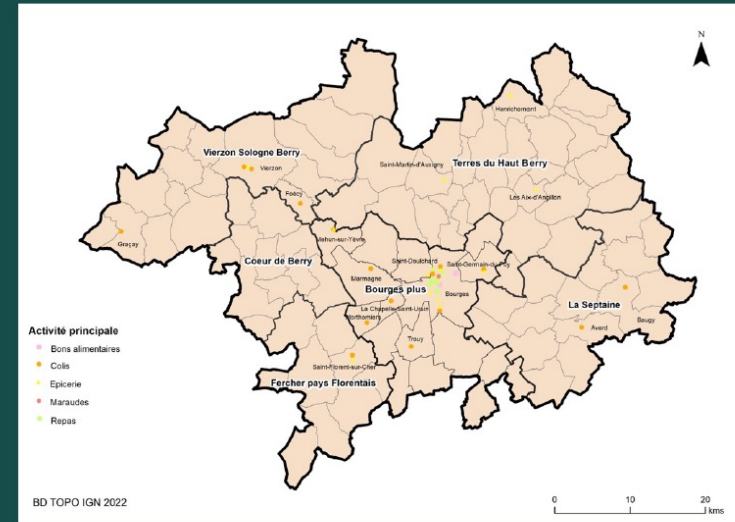 N
Henrichemont
Vierzon Sologne Berry
Saint-Martin-d'Auxigny
Terres du Haut Berry
Vierzon
Foëcy
Les Aix-d'Angillon
Graçay
Mehun-sur-Yèvre
Coeur de Berry
Saint-Doulchard
Saint-Germain-du-Puy
Marmagne
Bourges plus
Bourges
La Septaine
La Chapelle-Saint-Ursin
Morthomiers
Baugy
Avord
Trouy
Saint-Florent-sur-Cher
Fercher pays Florentais
Activité principale
Bons alimentaires
Colis
Epicerie
Maraudes
Repas
BD TOPO IGN 2022
0 10 20
kms